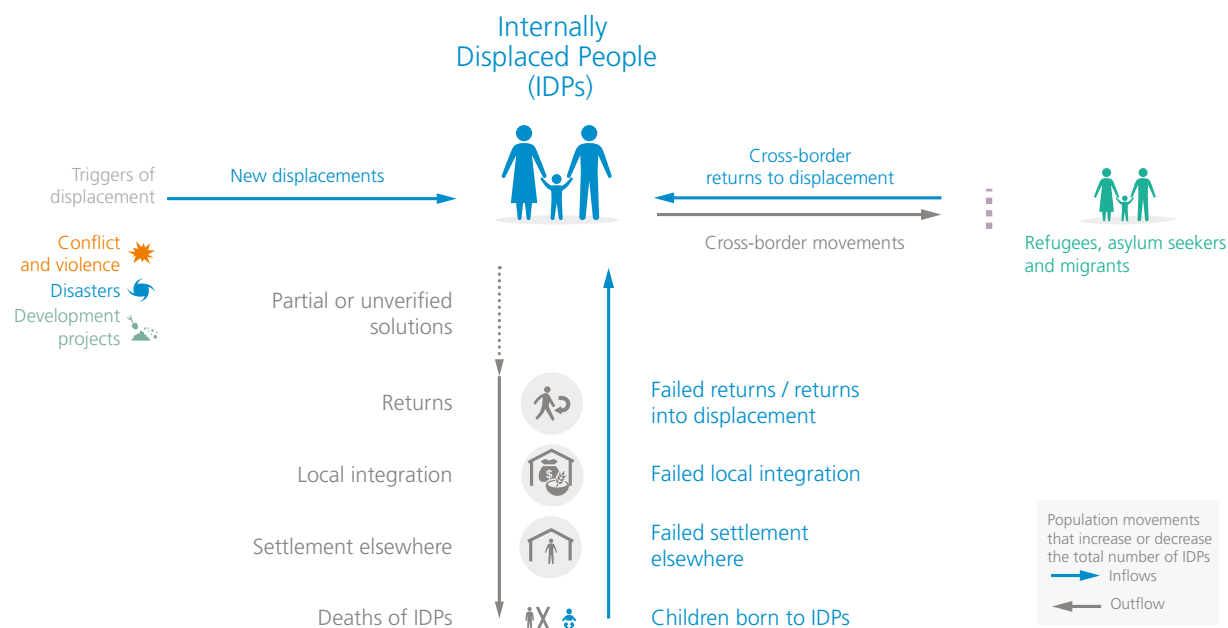 Internally
Displaced People
(IDPs)
Triggers of
displacement
New displacements
Cross-border
returns to displacement
Cross-border movements
Conflict
and violence
Disasters
Development
projects
Refugees, asylum seekers
and migrants
Partial or unverified
solutions
Returns
Failed returns / returns
into displacement
Local integration
$
Failed local integration
Settlement elsewhere
Failed settlement
elsewhere
Deaths of IDPs
Children born to IDPs
Population movements
that increase or decrease
the total number of IDPs
Inflows
Outflow